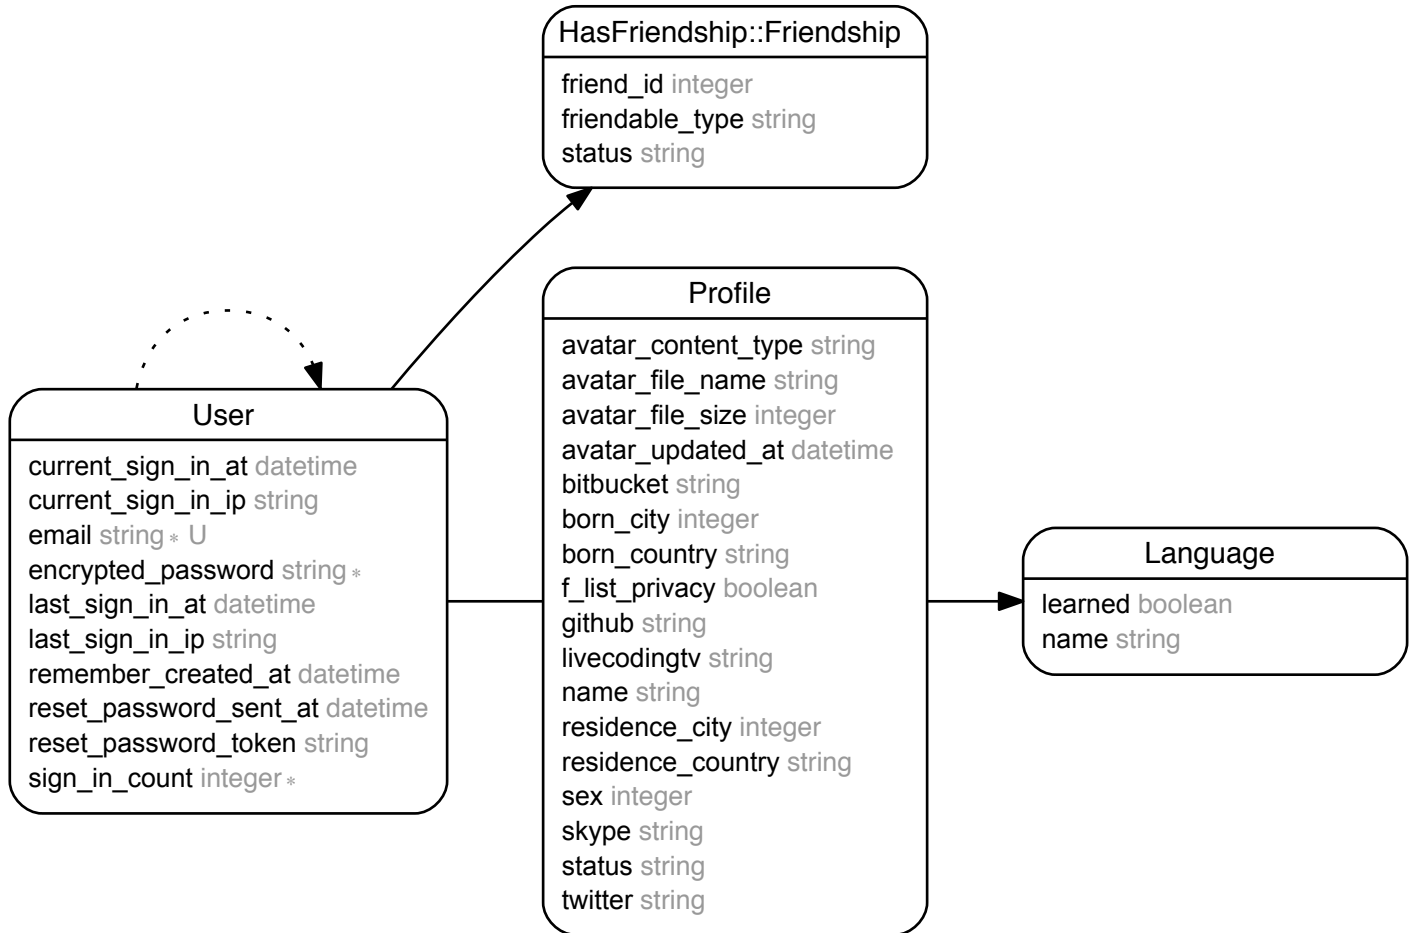 HasFriendship::Friendship
friend_id integer
friendable_type string
status string
User
current_sign_in_at datetime
current_sign_in_ip string
email string ∗ U
encrypted_password string ∗
last_sign_in_at datetime
last_sign_in_ip string
remember_created_at datetime
reset_password_sent_at datetime
reset_password_token string
sign_in_count integer ∗
Profile
avatar_content_type string
avatar_file_name string
avatar_file_size integer
avatar_updated_at datetime
bitbucket string
born_city integer
born_country string
f_list_privacy boolean
github string
livecodingtv string
name string
residence_city integer
residence_country string
sex integer
skype string
status string
twitter string
Language
learned boolean
name string